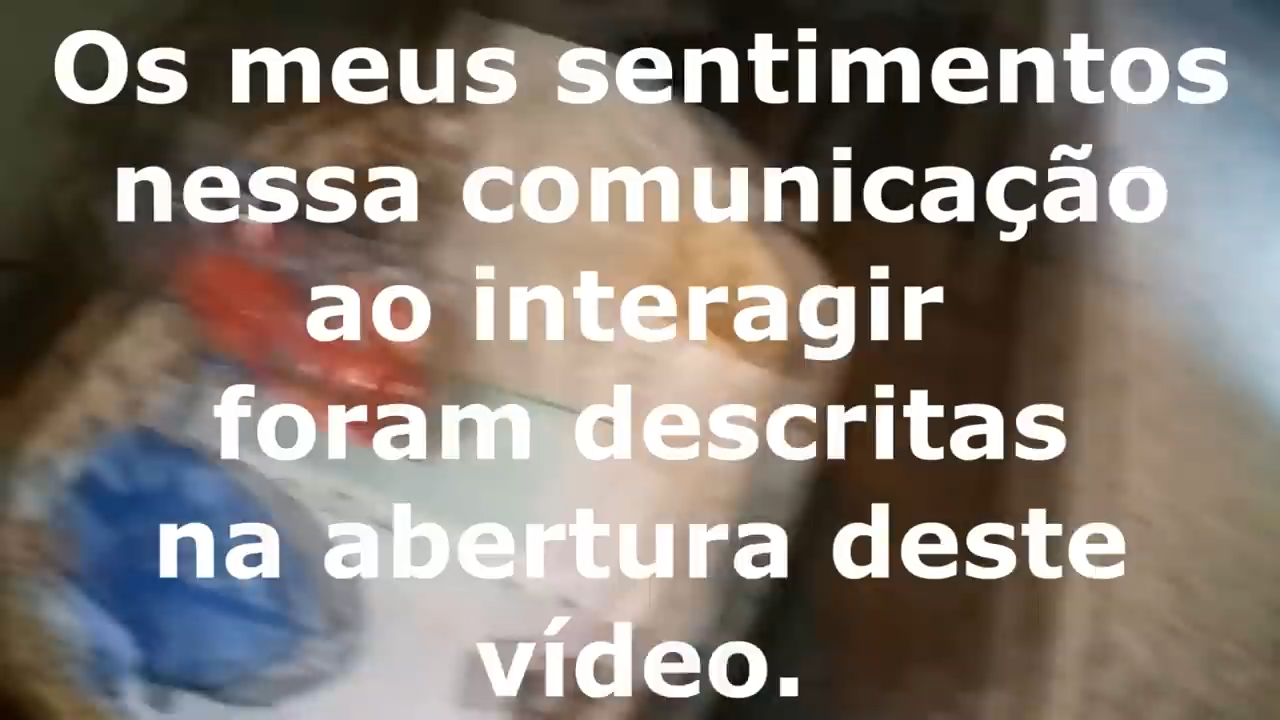 Os meus sentimentos
nessa comunicação
ao interagir
foram descritas
na abertura deste
vídeo.